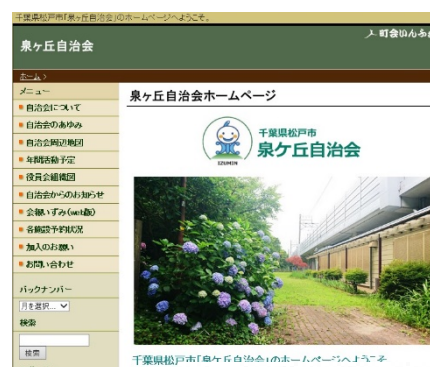 千葉県松戸市「泉ヶ丘自治会」のホームページへようこそ。
泉ヶ丘自治会
ホーム >
メニュー
自治会について
自治会のあゆみ
自治会周辺地図
年間活動予定
役員会組織図
自治会からのお知らせ
会報いずみ(web版)
各施設予約状況
加入のお願い
お問い合わせ
バックナンバー
月を選択...
検索
検索
泉ヶ丘自治会ホームページ
IZUMIN
千葉県松戸市
泉ケ丘自治会
千葉県松戸市「泉ヶ丘自治会」のホームページへようこそ